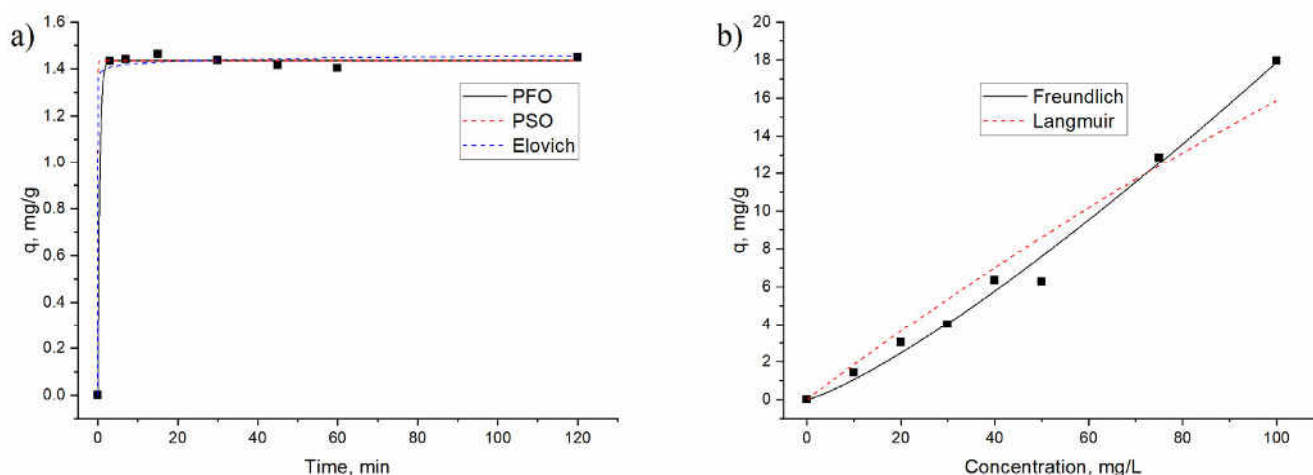 a)
q, mg/g
1.6
1.4
1.2
1.0
0.8
0.6
0.4
0.2
0.0
PFO
PSO
Elovich
0 20 40 60 80 100 120
Time, min
b)
q, mg/g
20
18
16
14
12
10
8
6
4
2
0
Freundlich
Langmuir
0 20 40 60 80 100
Concentration, mg/L